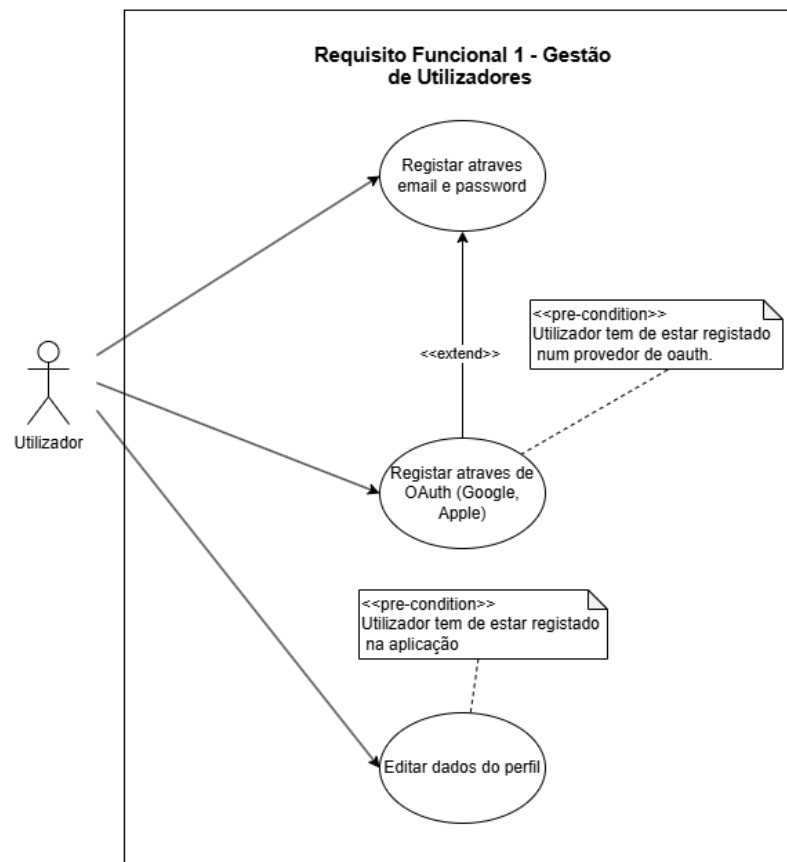 Requisito Funcional 1 - Gestão
de Utilizadores
Registar atraves
email e password
<<pre-condition>>
Utilizador tem de estar registado
num provedor de oauth.
<<extend>>
Utilizador
Registar atraves de
OAuth (Google,
Apple)
<<pre-condition>>
Utilizador tem de estar registado
na aplicação
Editar dados do perfil